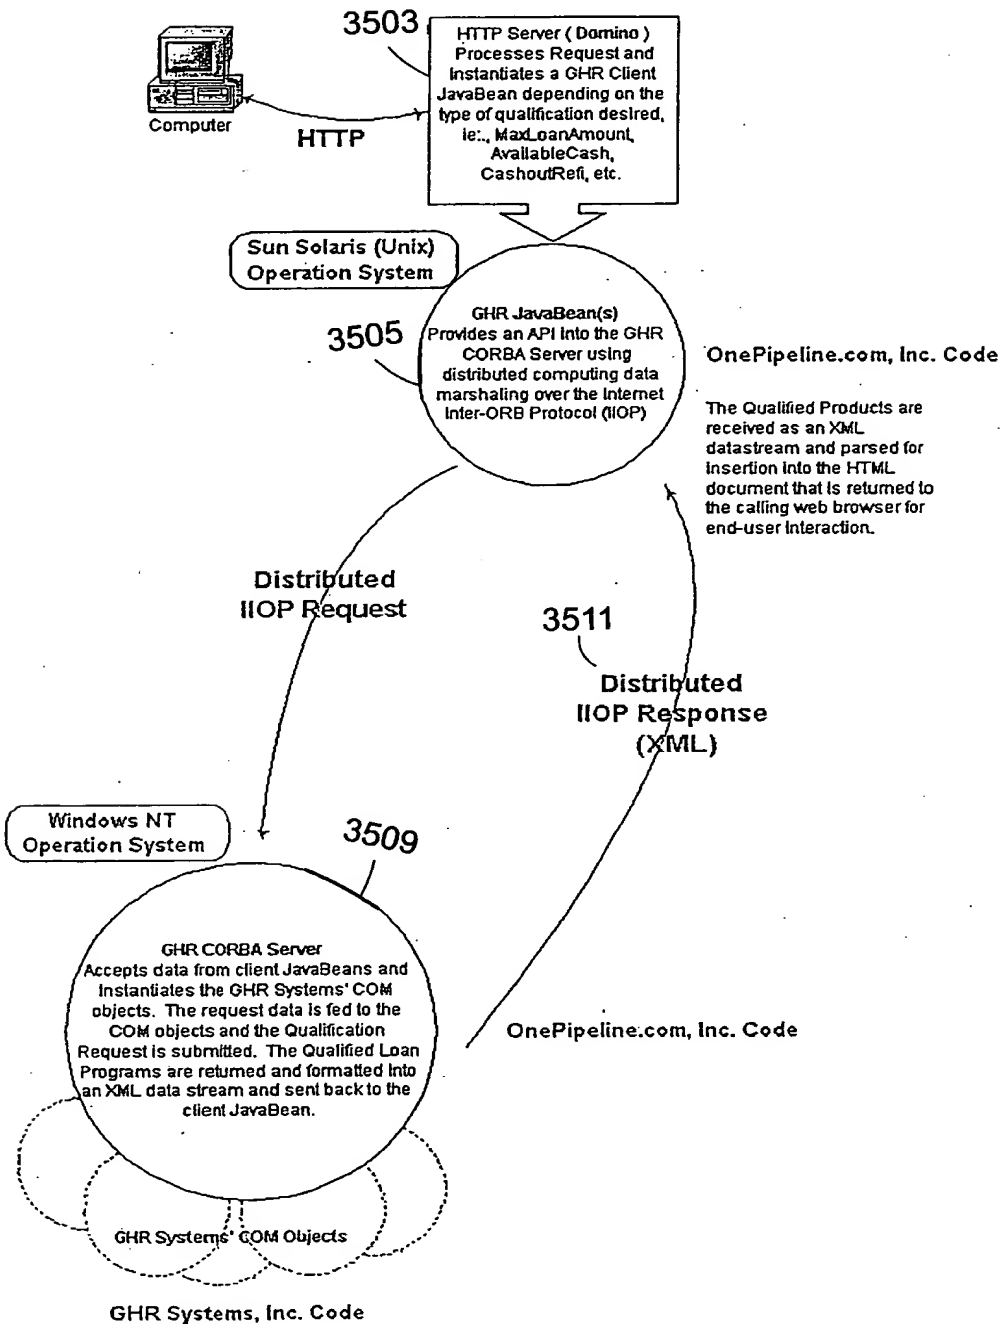 3503
HTTP Server ( Domino )
Processes Request and
Instantiates a GHR Client
JavaBean depending on the
type of qualification desired,
ie:., MaxLoanAmount,
AvailableCash,
CashoutRefi, etc.
Computer
HTTP
Sun Solaris (Unix)
Operation System
3505
GHR JavaBean(s)
Provides an API into the GHR
CORBA Server using
distributed computing data
marshaling over the Internet
Inter-ORB Protocol (IIOP)
OnePipeline.com, Inc. Code
The Qualified Products are
received as an XML
datastream and parsed for
insertion into the HTML
document that is returned to
the calling web browser for
end-user interaction.
Distributed
IIOP Request
3511
Distributed
IIOP Response
(XML)
Windows NT
Operation System
3509
GHR CORBA Server
Accepts data from client JavaBeans and
Instantiates the GHR Systems' COM
objects. The request data is fed to the
COM objects and the Qualification
Request is submitted. The Qualified Loan
Programs are returned and formatted into
an XML data stream and sent back to the
client JavaBean.
OnePipeline.com, Inc. Code
GHR Systems' COM Objects
GHR Systems, Inc. Code